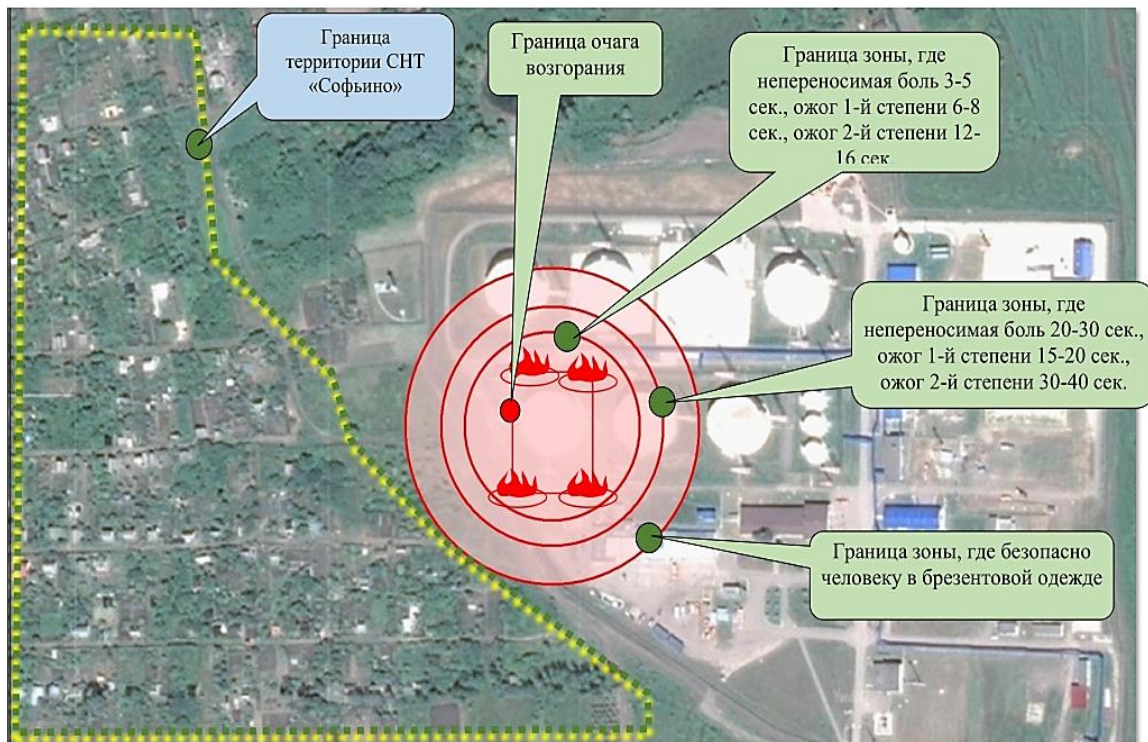 Граница
территории СНТ
«Софьино»
Граница очага
возгорания
Граница зоны, где
непереносимая боль 3-5
сек., ожог 1-й степени 6-8
сек., ожог 2-й степени 12-
16 сек
Граница зоны, где
непереносимая боль 20-30 сек.,
ожог 1-й степени 15-20 сек.,
ожог 2-й степени 30-40 сек.
Граница зоны, где безопасно
человеку в брезентовой одежде